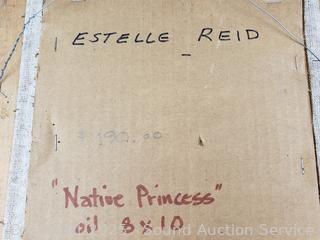 ESTELLE REID
"Native Princess"
oil 8x10
Sound Auction Service